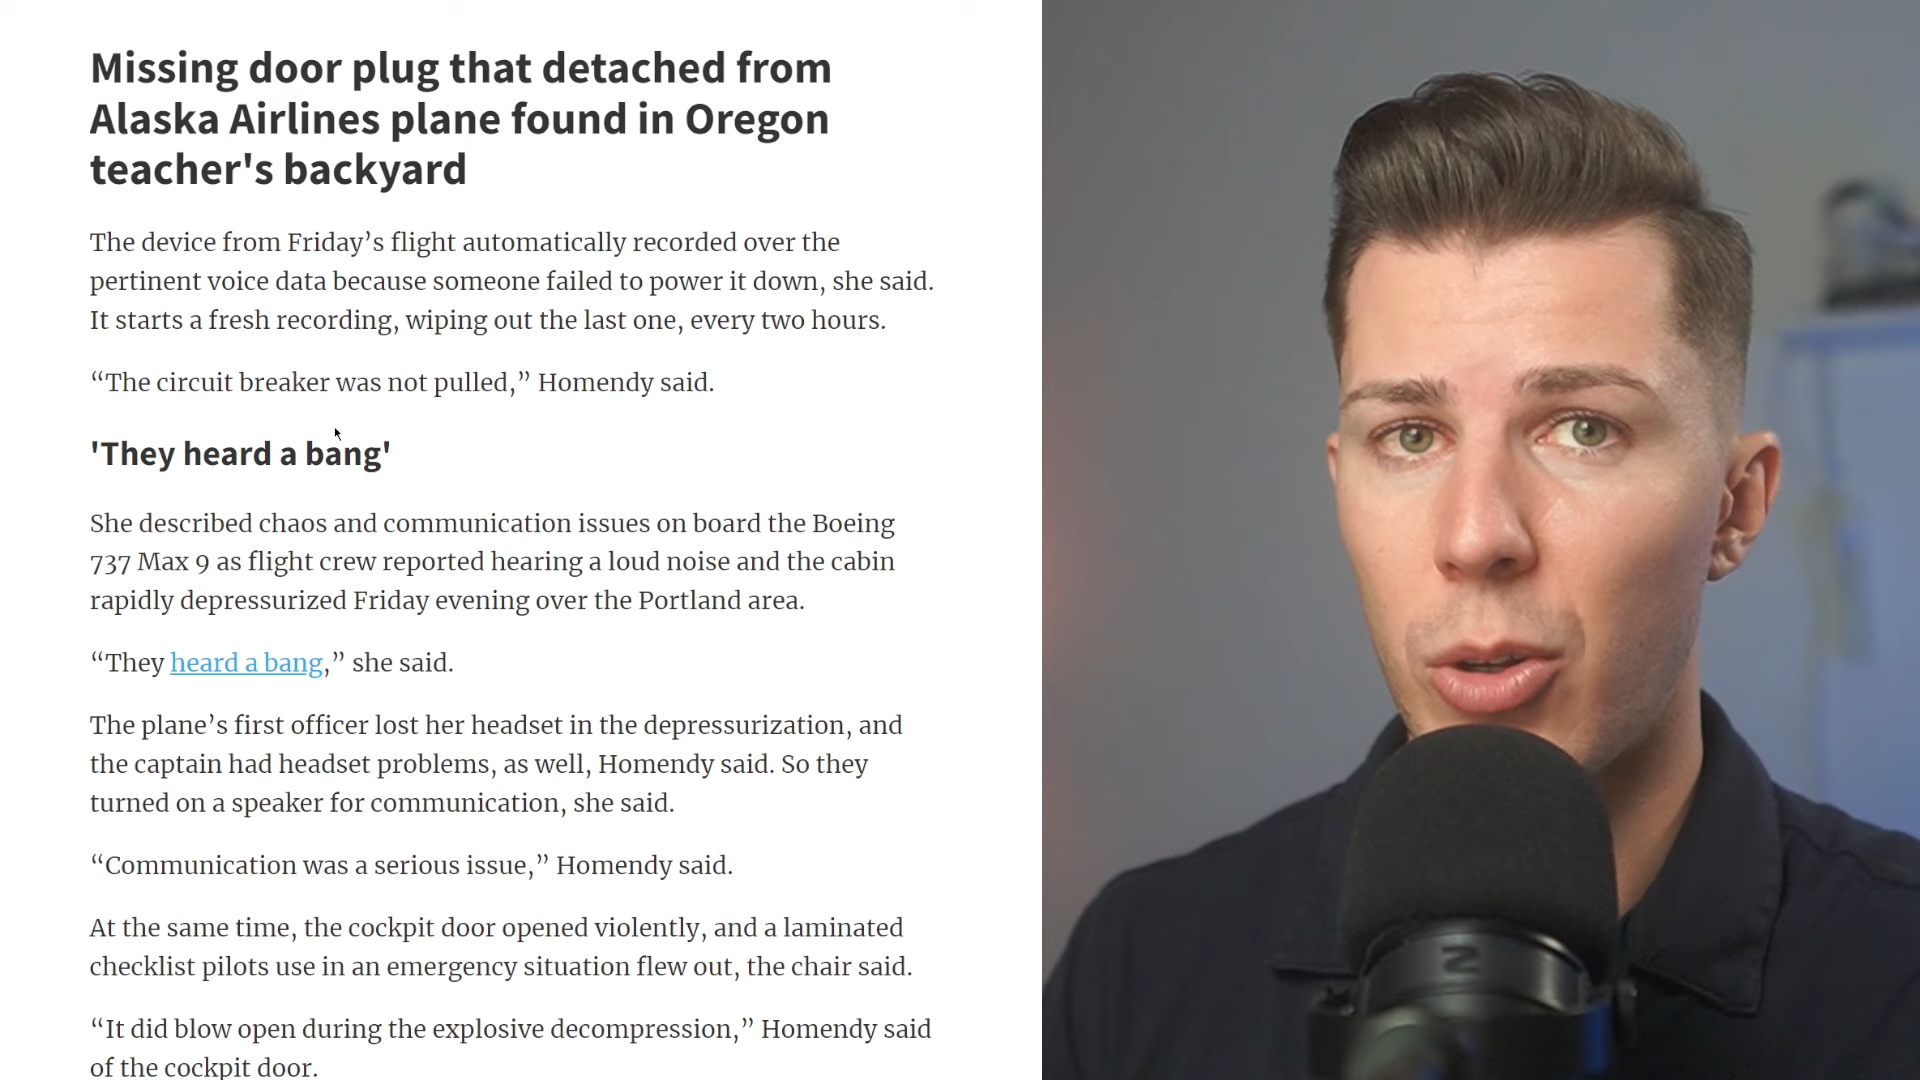 Missing door plug that detached from
Alaska Airlines plane found in Oregon
teacher's backyard
The device from Friday’s flight automatically recorded over the
pertinent voice data because someone failed to power it down, she said.
It starts a fresh recording, wiping out the last one, every two hours.
“The circuit breaker was not pulled,” Homendy said.
'They heard a bang'
She described chaos and communication issues on board the Boeing
737 Max 9 as flight crew reported hearing a loud noise and the cabin
rapidly depressurized Friday evening over the Portland area.
“They heard a bang,” she said.
The plane’s first officer lost her headset in the depressurization, and
the captain had headset problems, as well, Homendy said. So they
turned on a speaker for communication, she said.
“Communication was a serious issue,” Homendy said.
At the same time, the cockpit door opened violently, and a laminated
checklist pilots use in an emergency situation flew out, the chair said.
“It did blow open during the explosive decompression,” Homendy said
of the cockpit door.